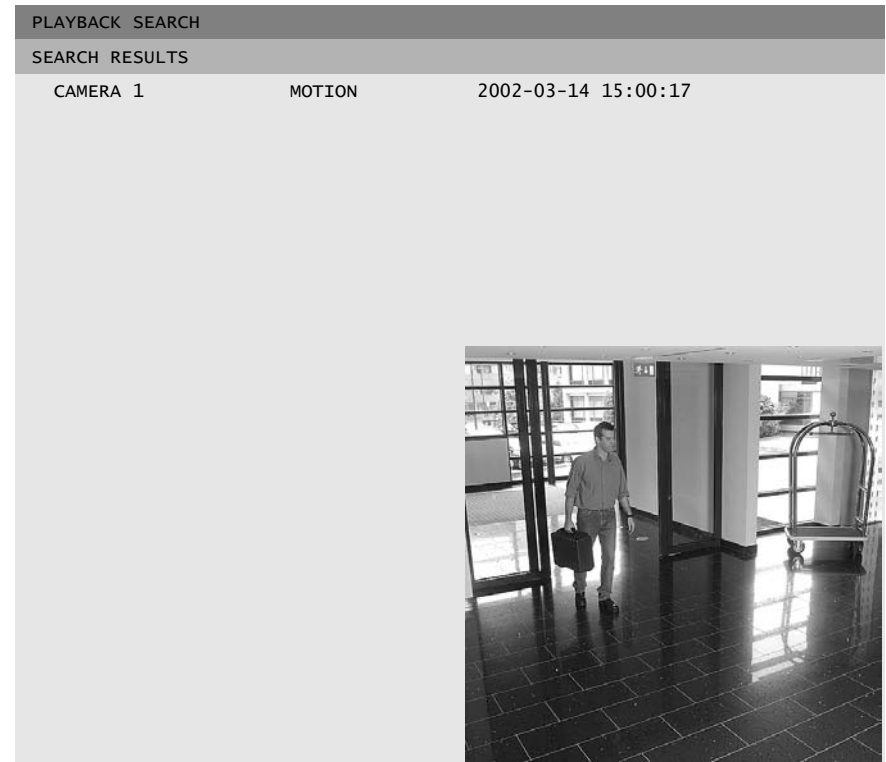 PLAYBACK SEARCH
SEARCH RESULTS
CAMERA 1 MOTION 2002-03-14 15:00:17